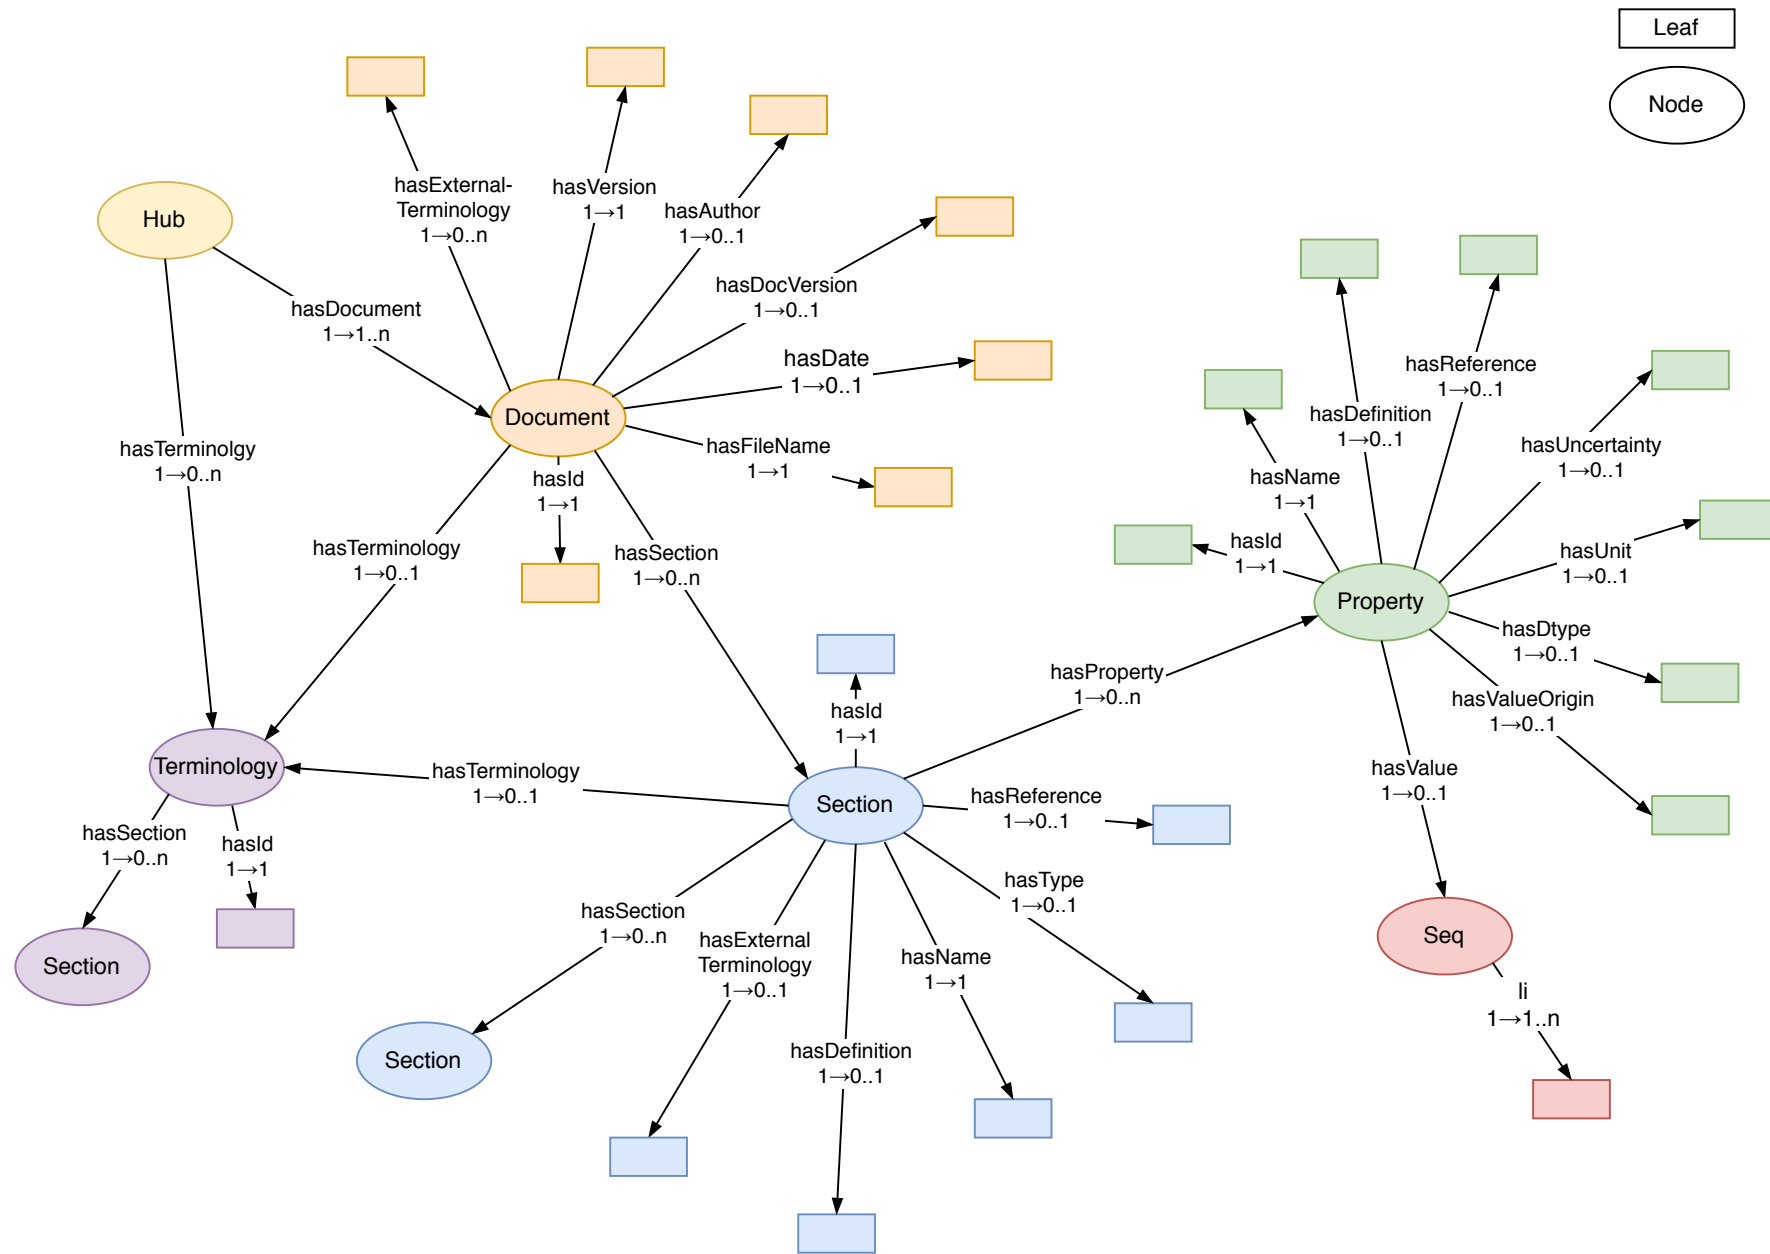 Leaf
Node
hasExternal-
Terminology
1→0..n
hasVersion
1→1
hasAuthor
1→0..1
Hub
hasDocVersion
1→0..1
hasDocument
1→1..n
hasDate
1→0..1
Document
hasFileName
1→1
hasId
1→1
hasTerminolgy
1→0..n
hasTerminology
1→0..1
hasSection
1→0..n
hasReference
1→0..1
hasDefinition
1→0..1
hasUncertainty
1→0..1
hasName
1→1
hasId
1→1
hasUnit
1→0..1
Property
hasDtype
1→0..1
hasProperty
1→0..n
hasValueOrigin
1→0..1
hasId
1→1
hasValue
1→0..1
Terminology
hasTerminology
1→0..1
Section
hasReference
1→0..1
hasSection
1→0..n
hasId
1→1
hasType
1→0..1
hasSection
1→0..n
hasExternal
Terminology
1→0..1
hasName
1→1
Seq
Section
li
1→1..n
Section
hasDefinition
1→0..1